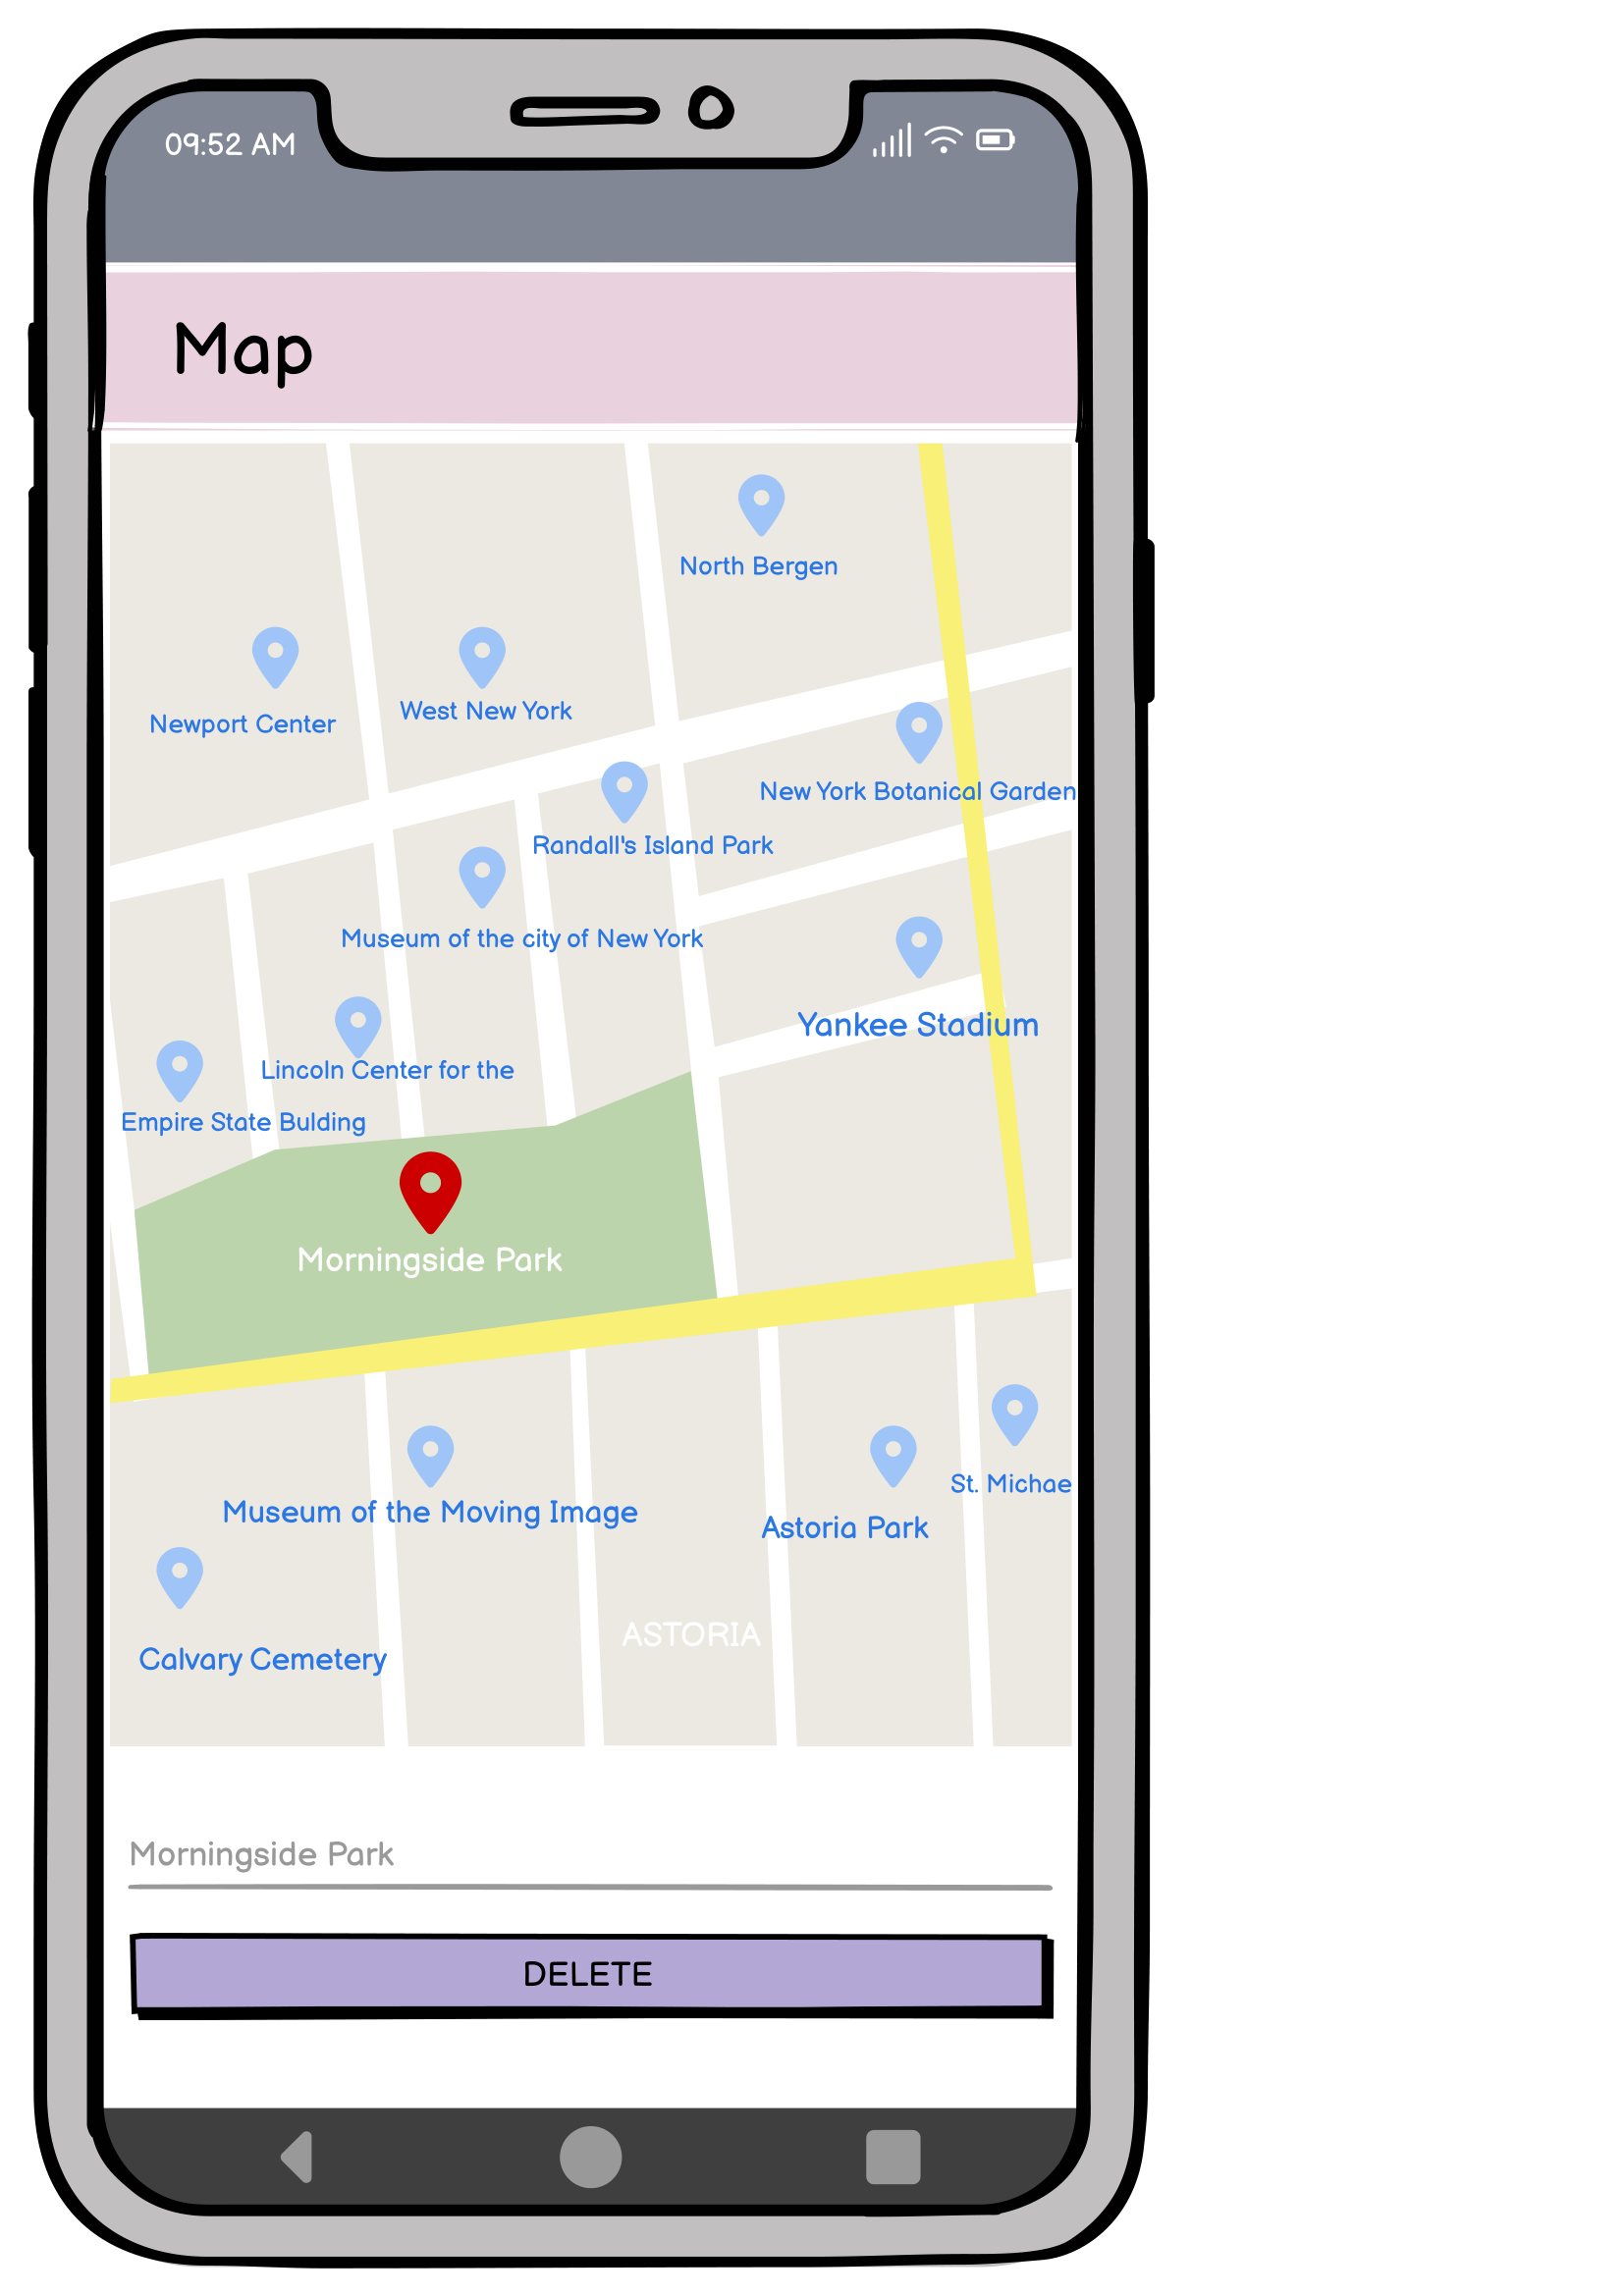 09:52 AM
Map
North Bergen
Newport Center
West New York
New York Botanical Garden
Randall's Island Park
Museum of the city of New York
Yankee Stadium
Lincoln Center for the
Empire State Bulding
Morningside Park
St. Michae
Museum of the Moving Image
Astoria Park
ASTORIA
Calvary Cemetery
Morningside Park
DELETE